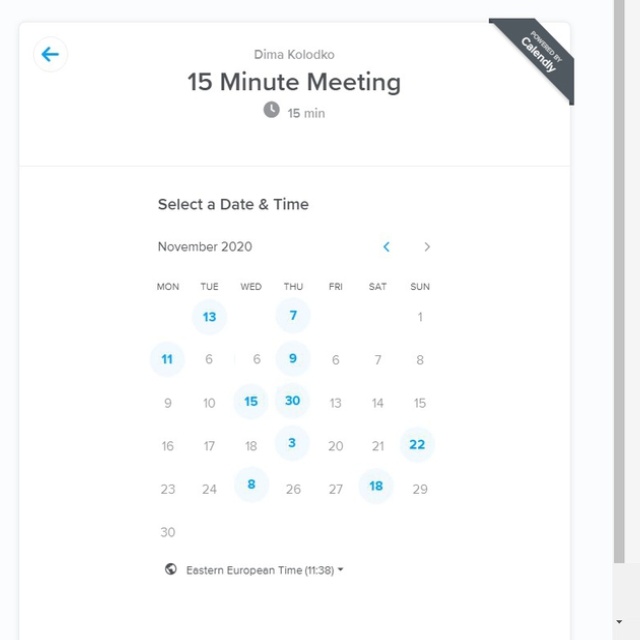 POWERED BY
Calendly
Dima Kolodko
15 Minute Meeting
15 min
Select a Date & Time
November 2020
MON TUE WED THU FRI SAT SUN
13 7 1
11 6 6 9 6 7 8
9 10 15 30 13 14 15
16 17 18 3 20 21 22
23 24 8 26 27 18 29
30
Eastern European Time (11:38)